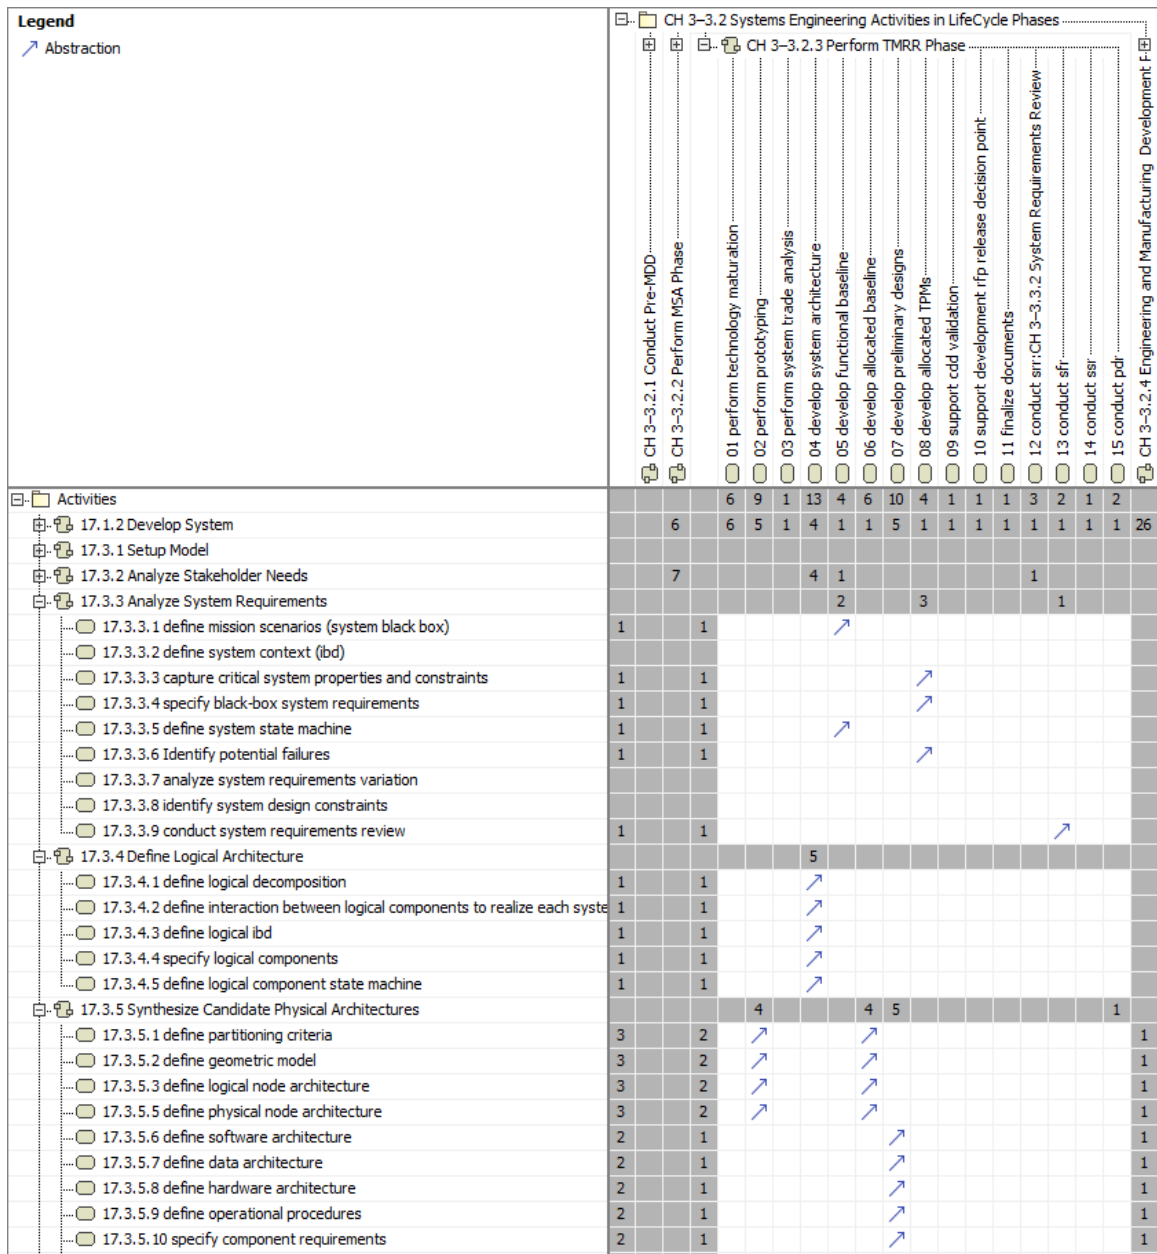 Legend
Abstraction
CH 3–3.2 Systems Engineering Activities in LifeCycle Phases
CH 3–3.2.3 Perform TMRR Phase
CH 3–3.2.1 Conduct Pre-MDD
CH 3–3.2.2 Perform MSA Phase
01 perform technology maturation
02 perform prototyping
03 perform system trade analysis
04 develop system architecture
05 develop functional baseline
06 develop allocated baseline
07 develop preliminary designs
08 develop allocated TPMs
09 support cdd validation
10 support development rfp release decision point
11 finalize documents
12 conduct srr:CH 3–3.3.2 System Requirements Review
13 conduct sfr
14 conduct ssr
15 conduct pdr
CH 3–3.2.4 Engineering and Manufacturing Development
Activities 6 9 1 13 4 6 10 4 1 1 1 3 2 1 2
17.1.2 Develop System 6 6 5 1 4 1 1 5 1 1 1 1 1 1 1 1 26
17.3.1 Setup Model
17.3.2 Analyze Stakeholder Needs 7 4 1 1
17.3.3 Analyze System Requirements 2 3 1
17.3.3.1 define mission scenarios (system black box) 1 1
17.3.3.2 define system context (ibd)
17.3.3.3 capture critical system properties and constraints 1 1
17.3.3.4 specify black-box system requirements 1 1
17.3.3.5 define system state machine 1 1
17.3.3.6 Identify potential failures 1 1
17.3.3.7 analyze system requirements variation
17.3.3.8 identify system design constraints
17.3.3.9 conduct system requirements review 1 1
17.3.4 Define Logical Architecture 5
17.3.4.1 define logical decomposition 1 1
17.3.4.2 define interaction between logical components to realize each syste 1 1
17.3.4.3 define logical ibd 1 1
17.3.4.4 specify logical components 1 1
17.3.4.5 define logical component state machine 1 1
17.3.5 Synthesize Candidate Physical Architectures 4 4 5 1
17.3.5.1 define partitioning criteria 3 2 1
17.3.5.2 define geometric model 3 2 1
17.3.5.3 define logical node architecture 3 2 1
17.3.5.5 define physical node architecture 3 2 1
17.3.5.6 define software architecture 2 1 1
17.3.5.7 define data architecture 2 1 1
17.3.5.8 define hardware architecture 2 1 1
17.3.5.9 define operational procedures 2 1 1
17.3.5.10 specify component requirements 2 1 1